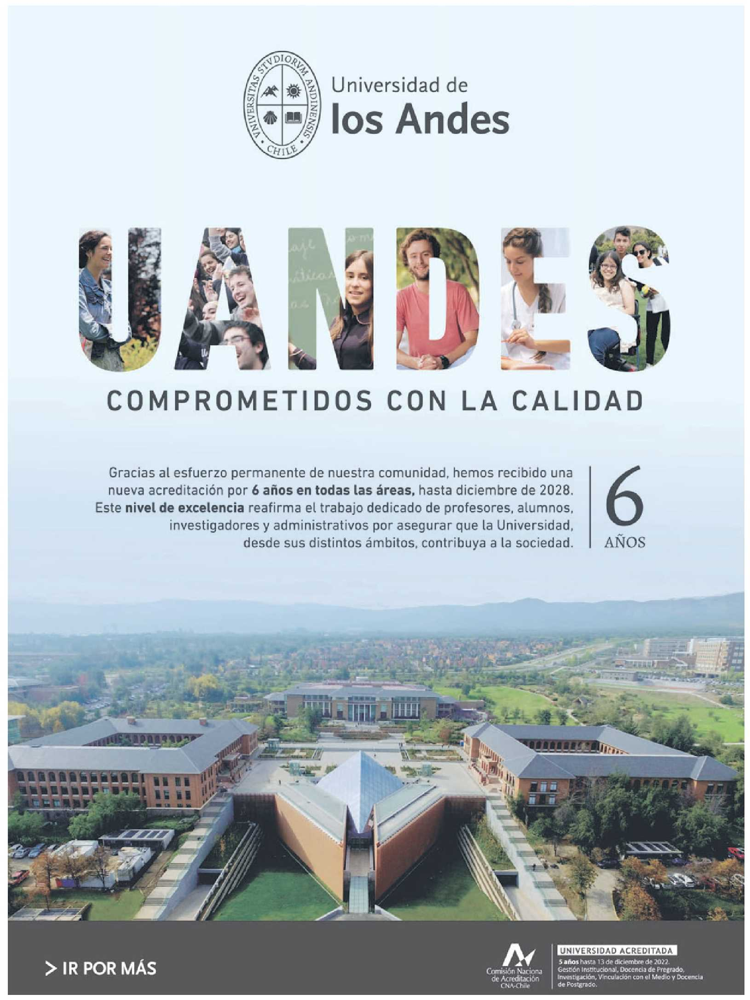 VNIVERSITAS STVDIORVM ANDINENSIS • CHILE •
Universidad de
los Andes
UANDES
COMPROMETIDOS CON LA CALIDAD
Gracias al esfuerzo permanente de nuestra comunidad, hemos recibido una
nueva acreditación por 6 años en todas las áreas, hasta diciembre de 2028.
Este nivel de excelencia reafirma el trabajo dedicado de profesores, alumnos,
investigadores y administrativos por asegurar que la Universidad,
desde sus distintos ámbitos, contribuya a la sociedad.
6
AÑOS
> IR POR MÁS
Comisión Naciona
de Acreditación
CNA-Chile
UNIVERSIDAD ACREDITADA
5 años hasta 13 de diciembre de 2022.
Gestión Institucional, Docencia de Pregrado,
Investigación, Vinculación con el Medio y Docencia
de Postgrado.